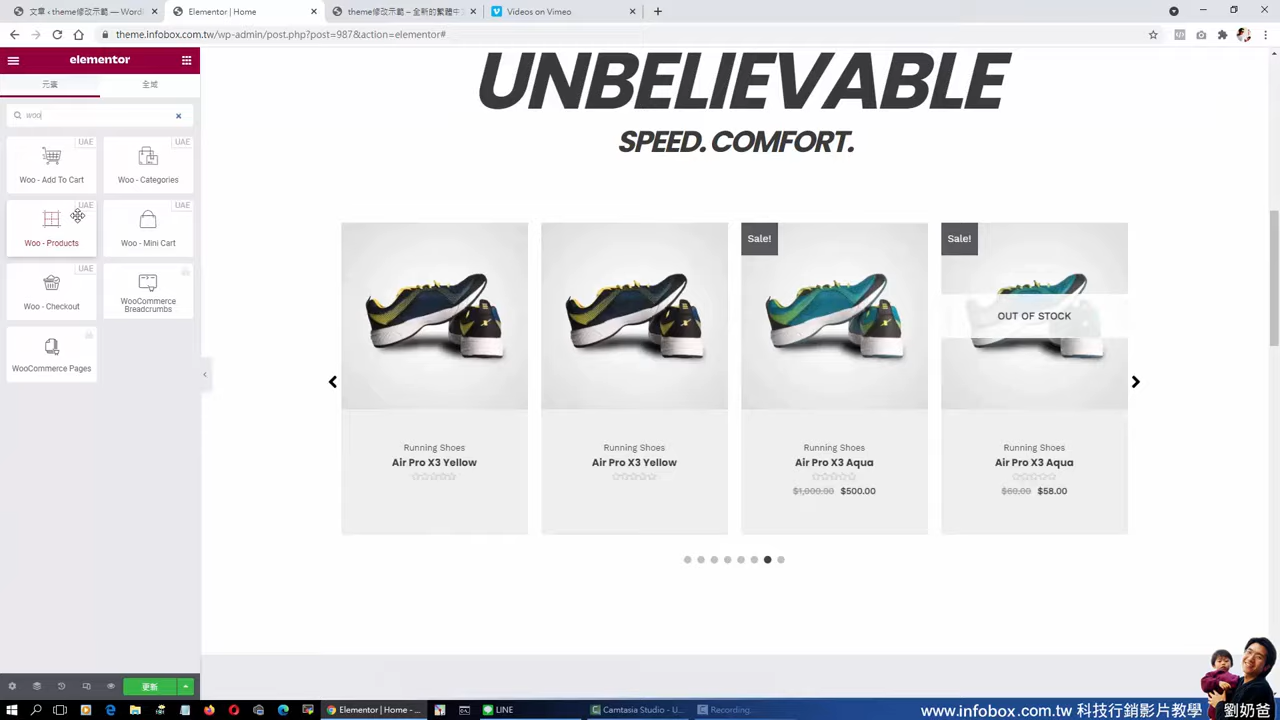 文章 ‹ theme修改示範 — Word
Elementor | Home
theme修改示範 – 全新的繁體中
Videos on Vimeo
theme.infobox.com.tw/wp-admin/post.php?post=987&action=elementor#
elementor
元素
全域
woo
UAE
UAE
Woo - Add To Cart
Woo - Categories
UAE
UAE
Woo - Products
Woo - Mini Cart
UAE
Woo - Checkout
WooCommerce
Breadcrumbs
WooCommerce Pages
更新
UNBELIEVABLE
SPEED. COMFORT.
Sale!
Sale!
OUT OF STOCK
Running Shoes
Running Shoes
Running Shoes
Running Shoes
Air Pro X3 Yellow
Air Pro X3 Yellow
Air Pro X3 Aqua
Air Pro X3 Aqua
$1,000.00 $500.00
$60.00 $58.00
Elementor | Home - ...
LINE
Camtasia Studio - U...
Recording...
www.infobox.com.tw 科技行銷影片教學
劉奶爸